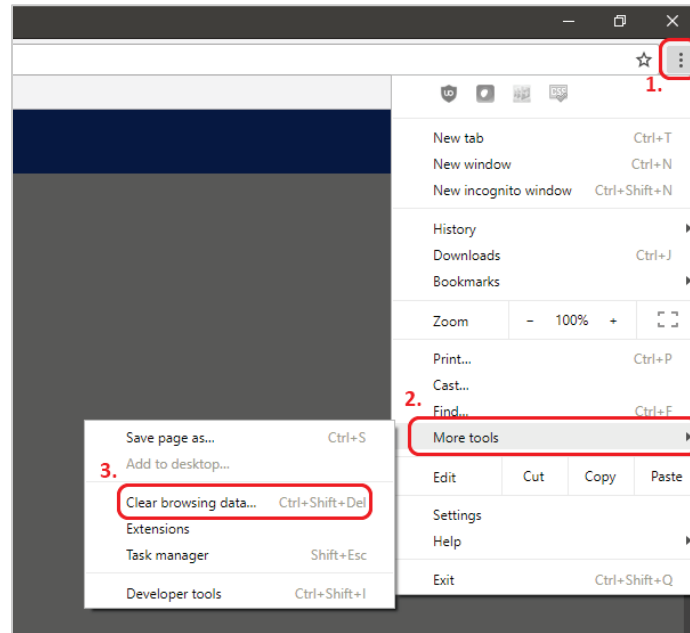 1.
New tab Ctrl+T
New window Ctrl+N
New incognito window Ctrl+Shift+N
History
Downloads Ctrl+J
Bookmarks
Zoom - 100% +
Print... Ctrl+P
Cast...
2.
Find... Ctrl+F
More tools
Edit Cut Copy Paste
Settings
Help
Exit Ctrl+Shift+Q
Save page as... Ctrl+S
Add to desktop...
3.
Clear browsing data... Ctrl+Shift+Del
Extensions
Task manager Shift+Esc
Developer tools Ctrl+Shift+I